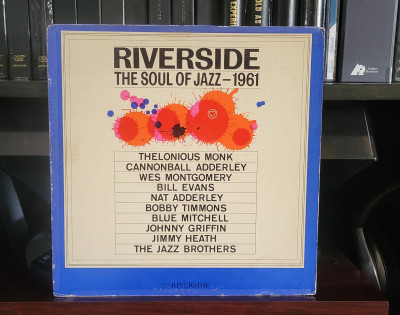 RIVERSIDE
THE SOUL OF JAZZ–1961
THELONIOUS MONK
CANNONBALL ADDERLEY
WES MONTGOMERY
BILL EVANS
NAT ADDERLEY
BOBBY TIMMONS
BLUE MITCHELL
JOHNNY GRIFFIN
JIMMY HEATH
THE JAZZ BROTHERS
RIVERSIDE